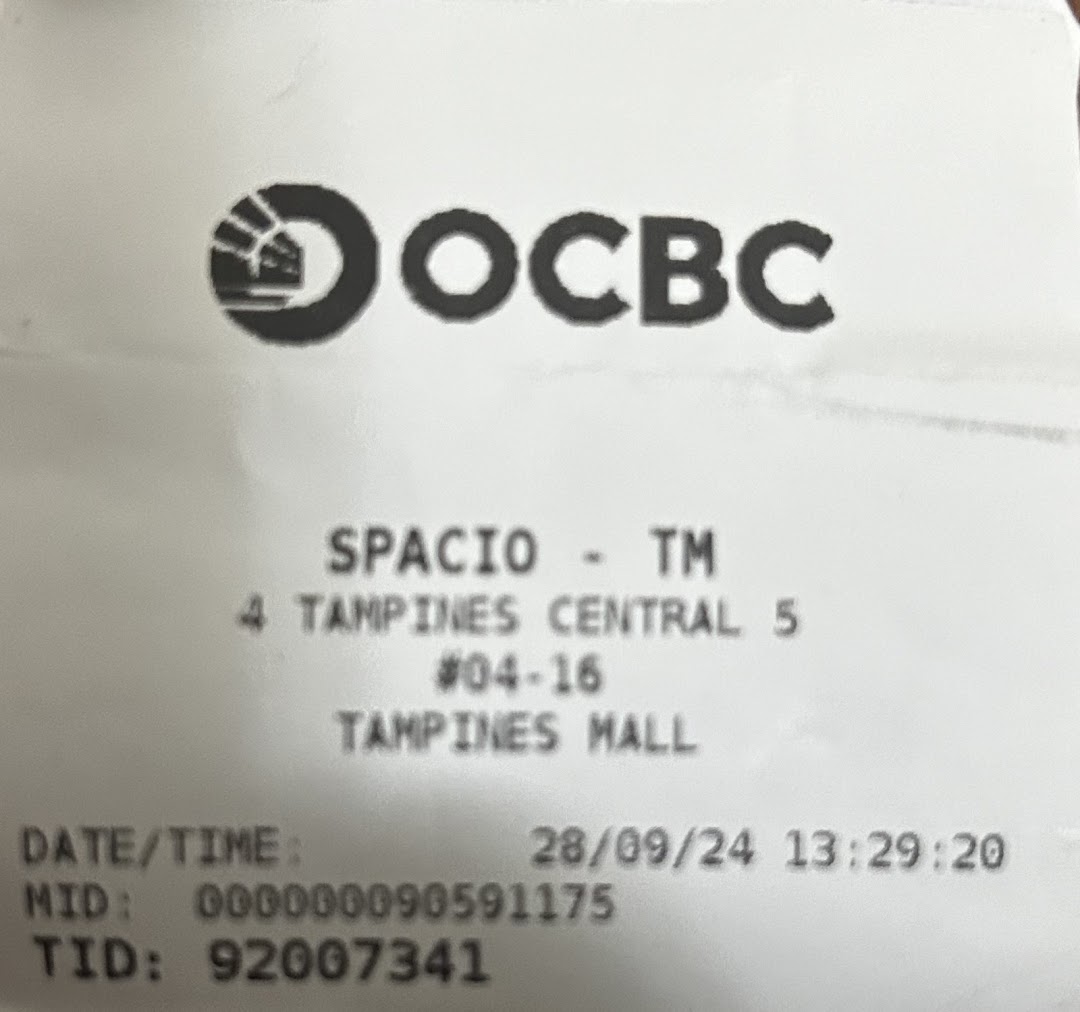 OCBC
SPACIO - TM
4 TAMPINES CENTRAL 5
#04-16
TAMPINES MALL
DATE/TIME: 28/09/24 13:29:20
MID: 000000090591175
TID: 92007341